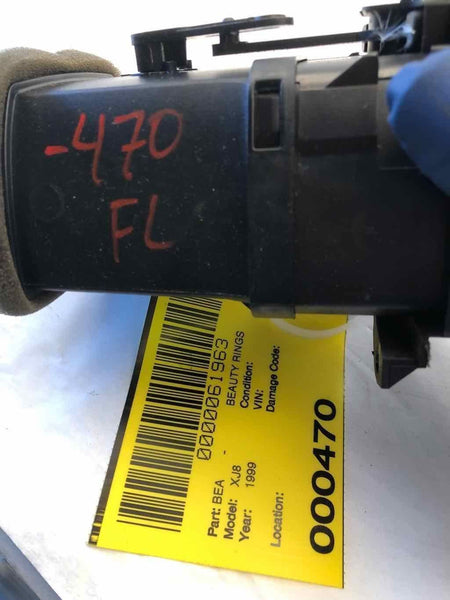 -470
FL
0000061963
Part: BEA - BEAUTY RINGS
Model: XJ8 Condition:
Year: 1999 VIN:
Damage Code:
Location:
000470